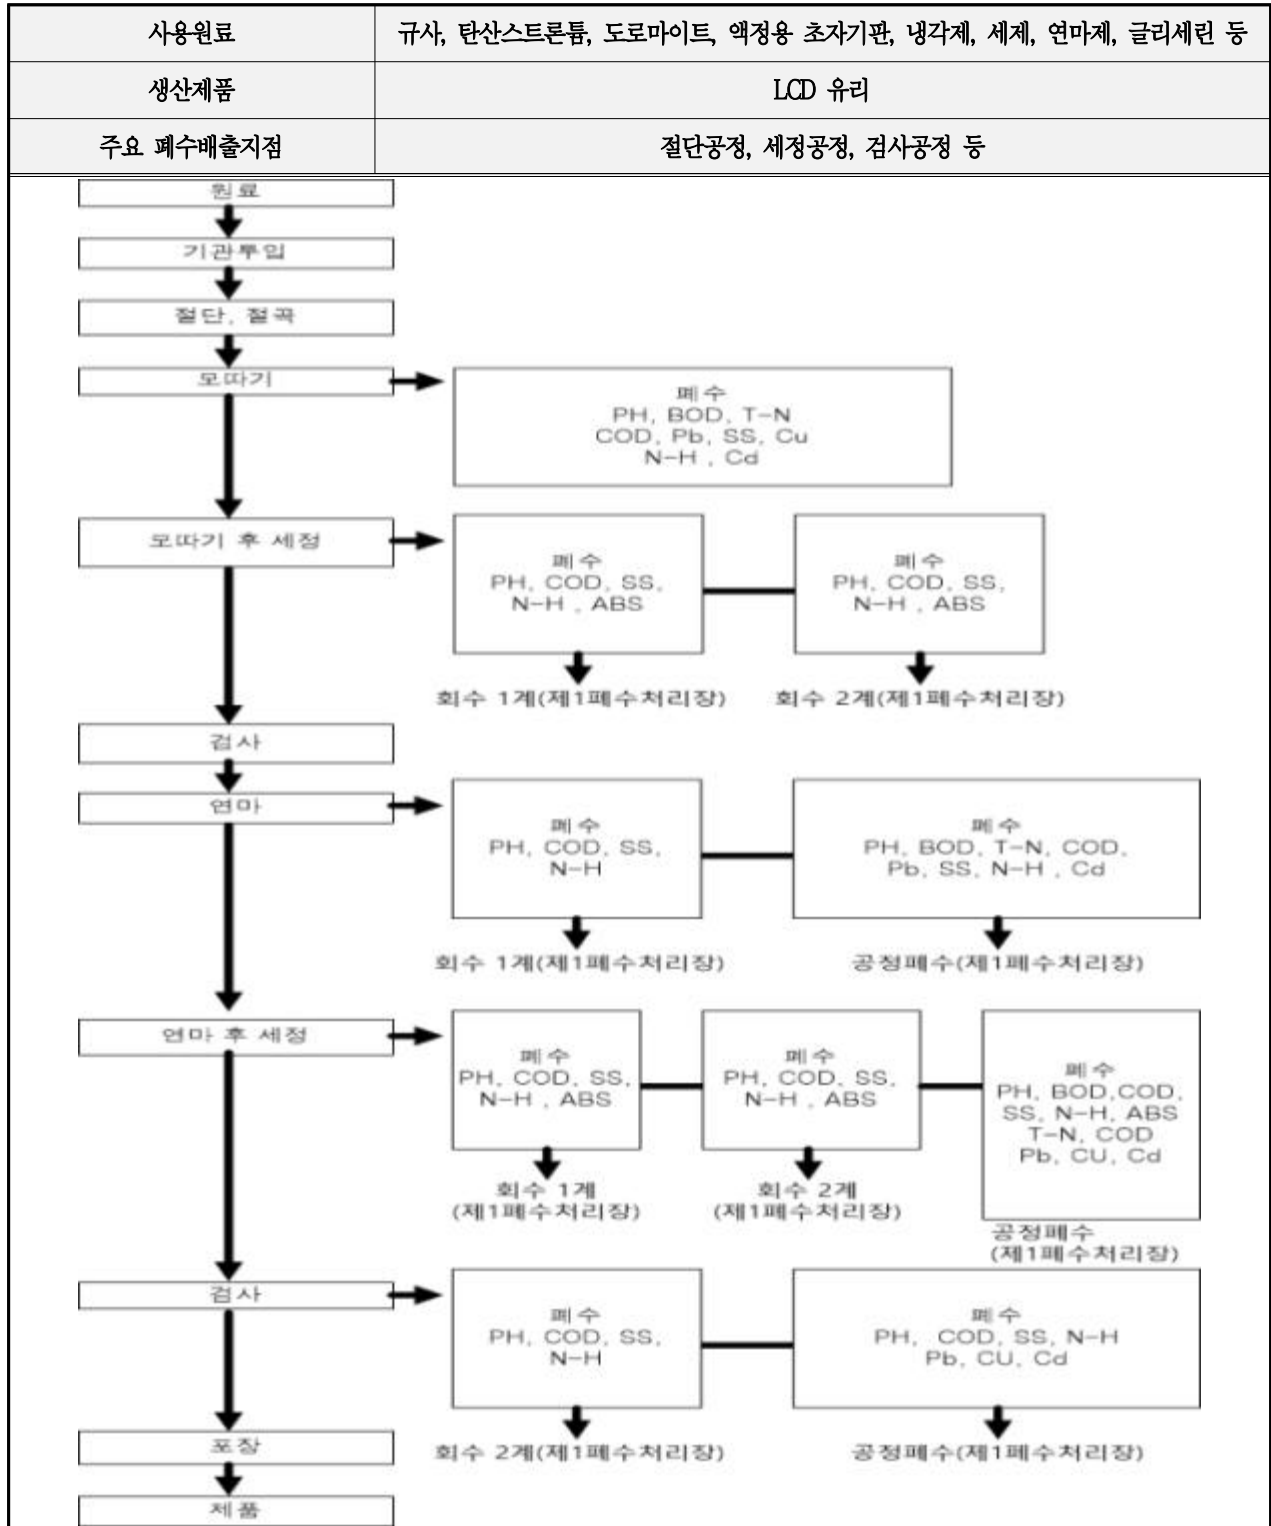 사용원료 규사, 탄산스트론튬, 도로마이트, 액정용 초자기판, 냉각제, 세제, 연마제, 글리세린 등
생산제품 LCD 유리
주요 폐수배출지점 절단공정, 세정공정, 검사공정 등
원료
기관투입
절단, 절곡
모따기
폐수
PH, BOD, T-N
COD, Pb, SS, Cu
N-H , Cd
모따기 후 세정
폐수
PH, COD, SS,
N-H , ABS
폐수
PH, COD, SS,
N-H , ABS
회수 1계(제1폐수처리장)
회수 2계(제1폐수처리장)
검사
연마
폐수
PH, COD, SS,
N-H
폐수
PH, BOD, T-N, COD,
Pb, SS, N-H , Cd
회수 1계(제1폐수처리장)
공정폐수(제1폐수처리장)
연마 후 세정
폐수
PH, COD, SS,
N-H , ABS
폐수
PH, COD, SS,
N-H , ABS
폐수
PH, BOD,COD,
SS, N-H, ABS
T-N, COD
Pb, CU, Cd
회수 1계
(제1폐수처리장)
회수 2계
(제1폐수처리장)
공정폐수
(제1폐수처리장)
검사
폐수
PH, COD, SS,
N-H
폐수
PH, COD, SS, N-H
Pb, CU, Cd
회수 2계(제1폐수처리장)
공정폐수(제1폐수처리장)
포장
제품